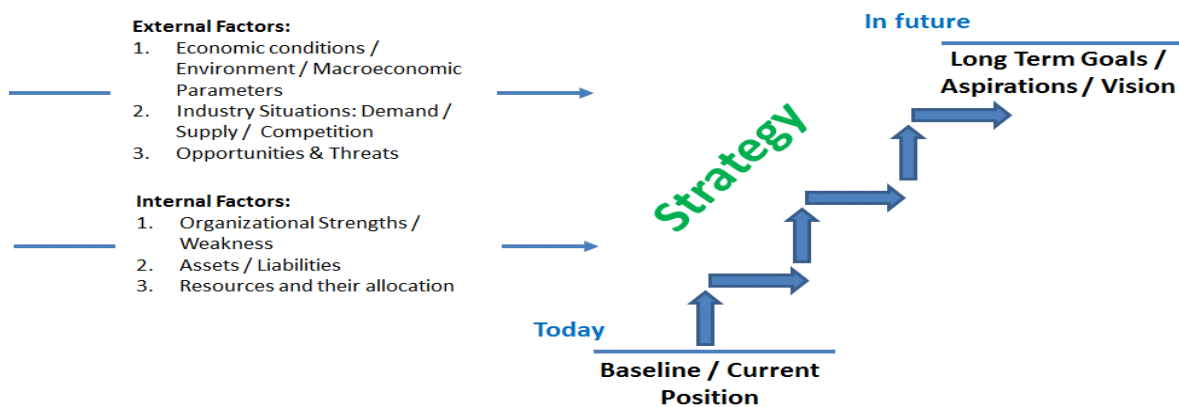 External Factors:
1. Economic conditions /
Environment / Macroeconomic
Parameters
2. Industry Situations: Demand /
Supply / Competition
3. Opportunities & Threats
Internal Factors:
1. Organizational Strengths /
Weakness
2. Assets / Liabilities
3. Resources and their allocation
Strategy
In future
Long Term Goals /
Aspirations / Vision
Today
Baseline / Current
Position